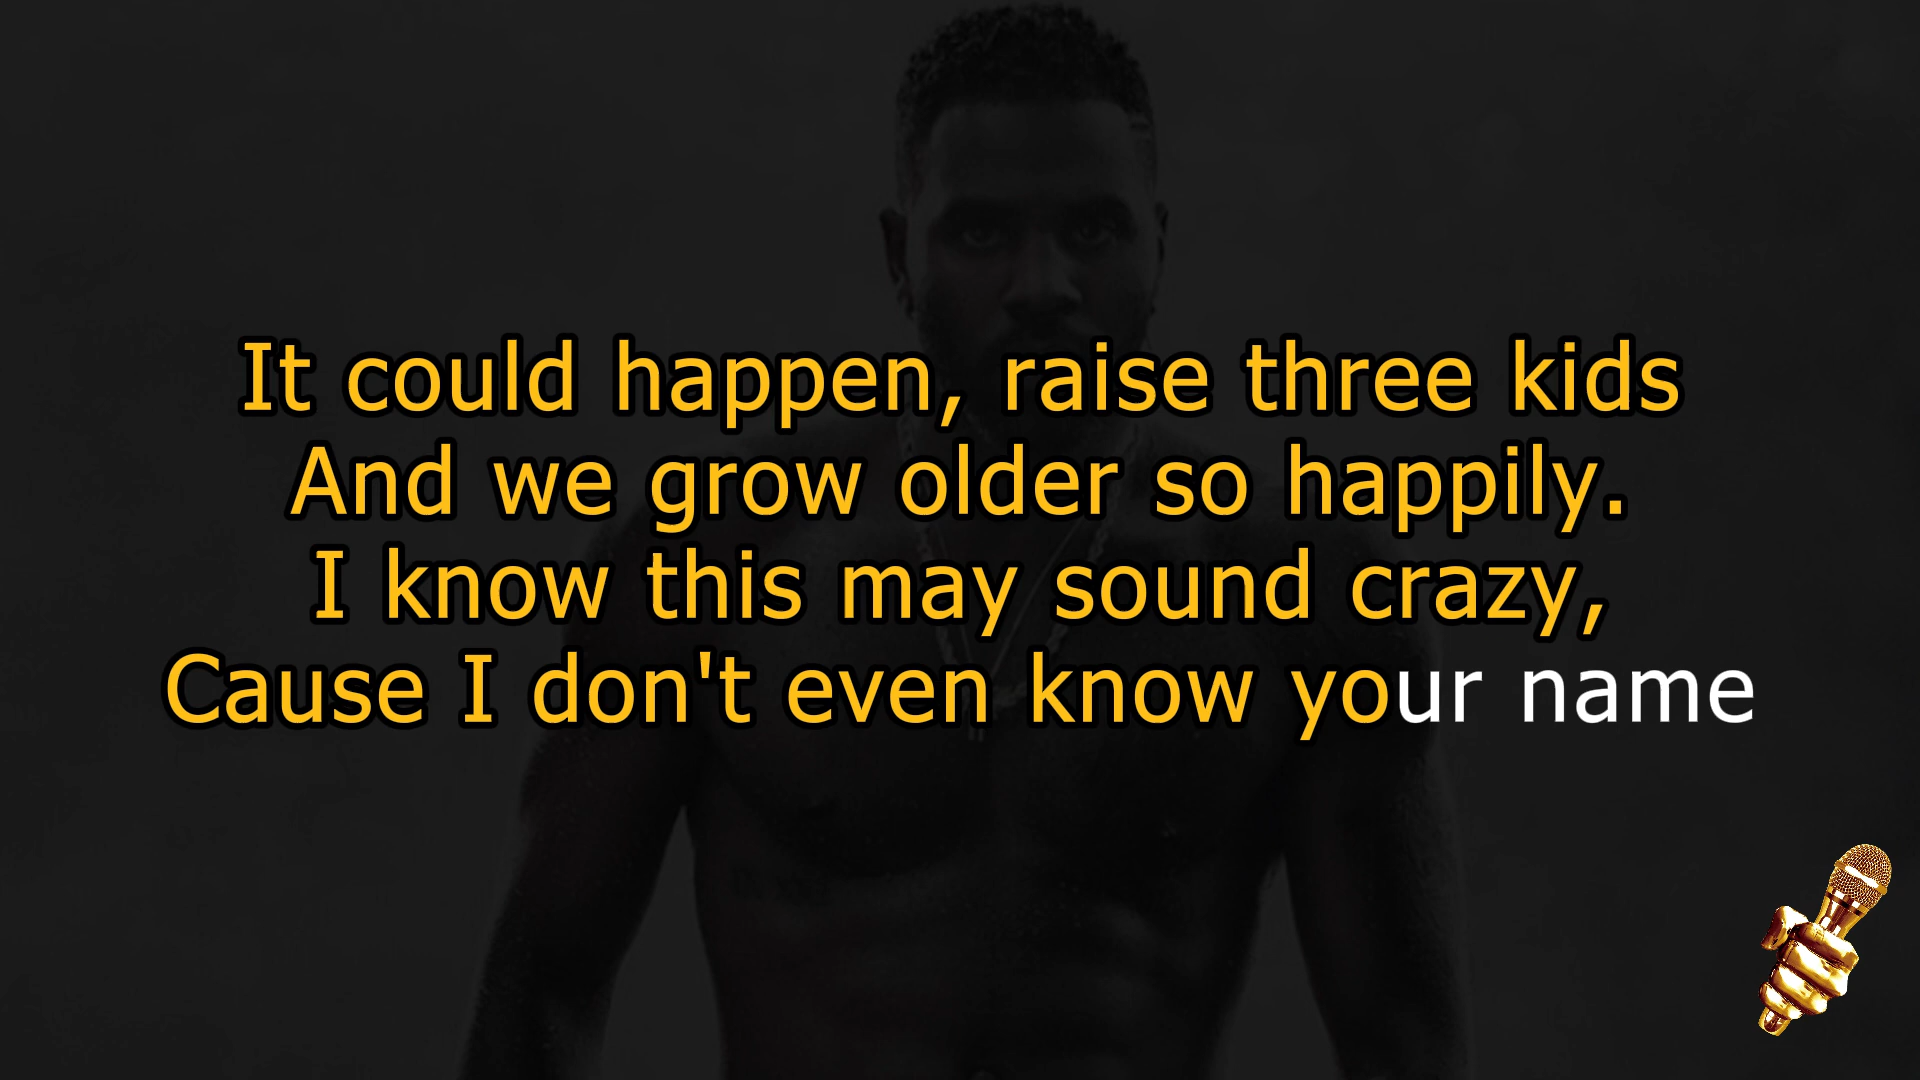 It could happen, raise three kids
And we grow older so happily.
I know this may sound crazy,
Cause I don't even know your name